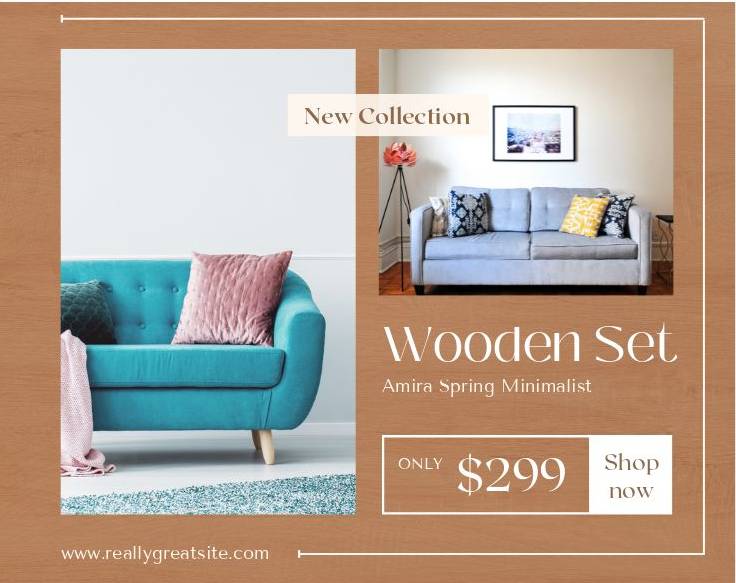 New Collection
Wooden Set
Amira Spring Minimalist
ONLY $299
Shop
now
www.reallygreatsite.com